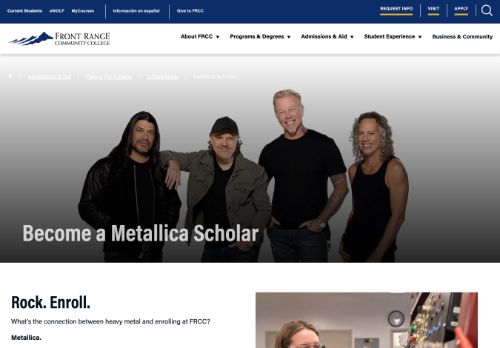 Current Students eWOLF MyCourses Información en español Give to FRCC REQUEST INFO VISIT APPLY
FRONT RANGE
COMMUNITY COLLEGE
About FRCC ▼ Programs & Degrees ▼ Admissions & Aid ▼ Student Experience ▼ Business & Community
Admissions & Aid / Paying For College / Scholarships / Metallica Scholars
Become a Metallica Scholar
Rock. Enroll.
What's the connection between heavy metal and enrolling at FRCC?
Metallica.